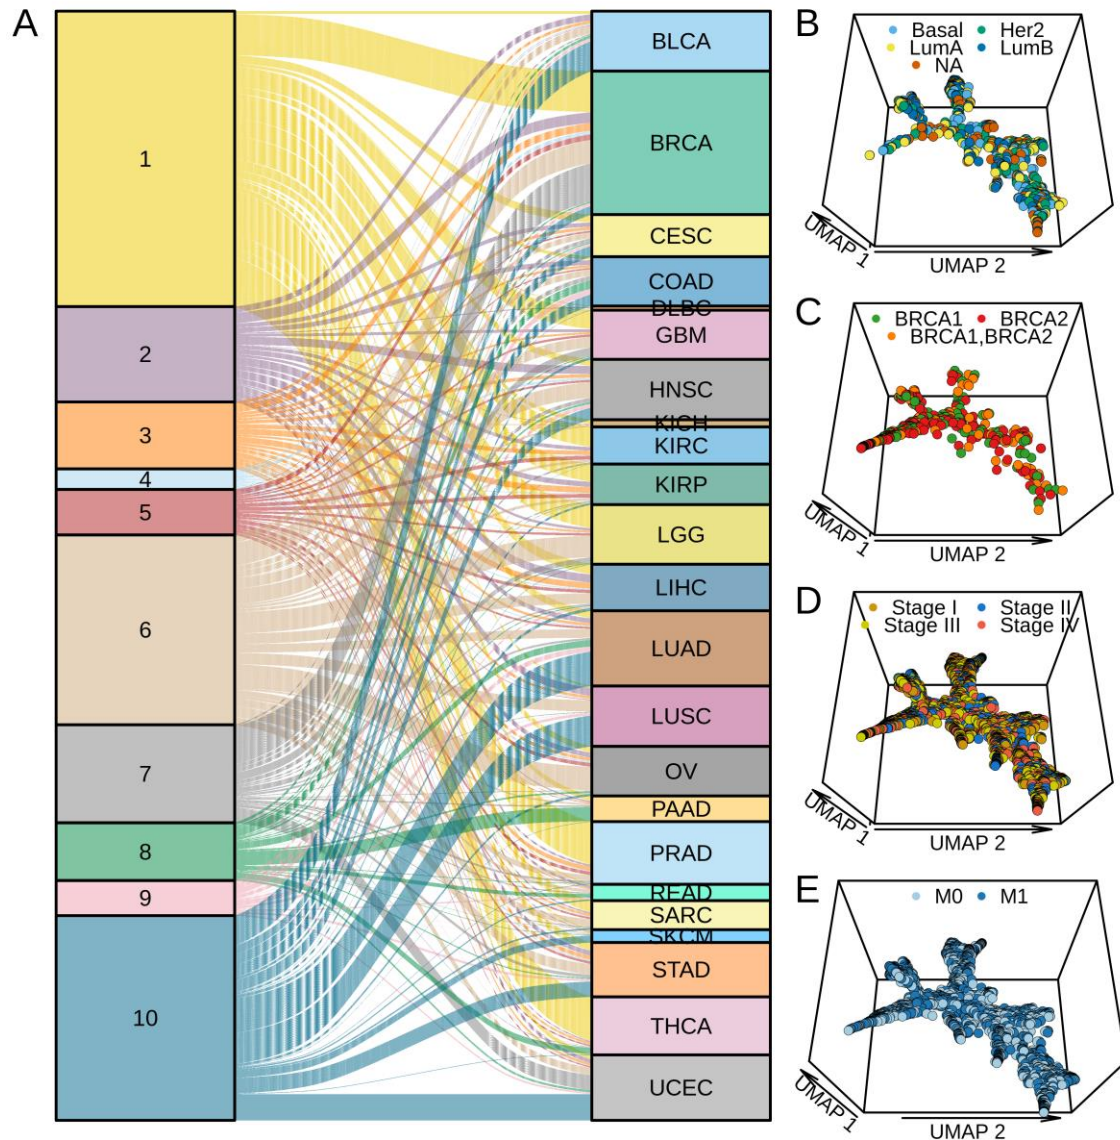 A
1
2
3
4
5
6
7
8
9
10
BLCA
BRCA
CESC
COAD
DLBC
GBM
HNSC
KICH
KIRC
KIRP
LGG
LIHC
LUAD
LUSC
OV
PAAD
PRAD
READ
SARC
SKCM
STAD
THCA
UCEC
B
Basal Her2
LumA LumB
NA
UMAP 1
UMAP 2
C
BRCA1 BRCA2
BRCA1,BRCA2
UMAP 1
UMAP 2
D
Stage I Stage II
Stage III Stage IV
UMAP 1
UMAP 2
E
M0 M1
UMAP 1
UMAP 2